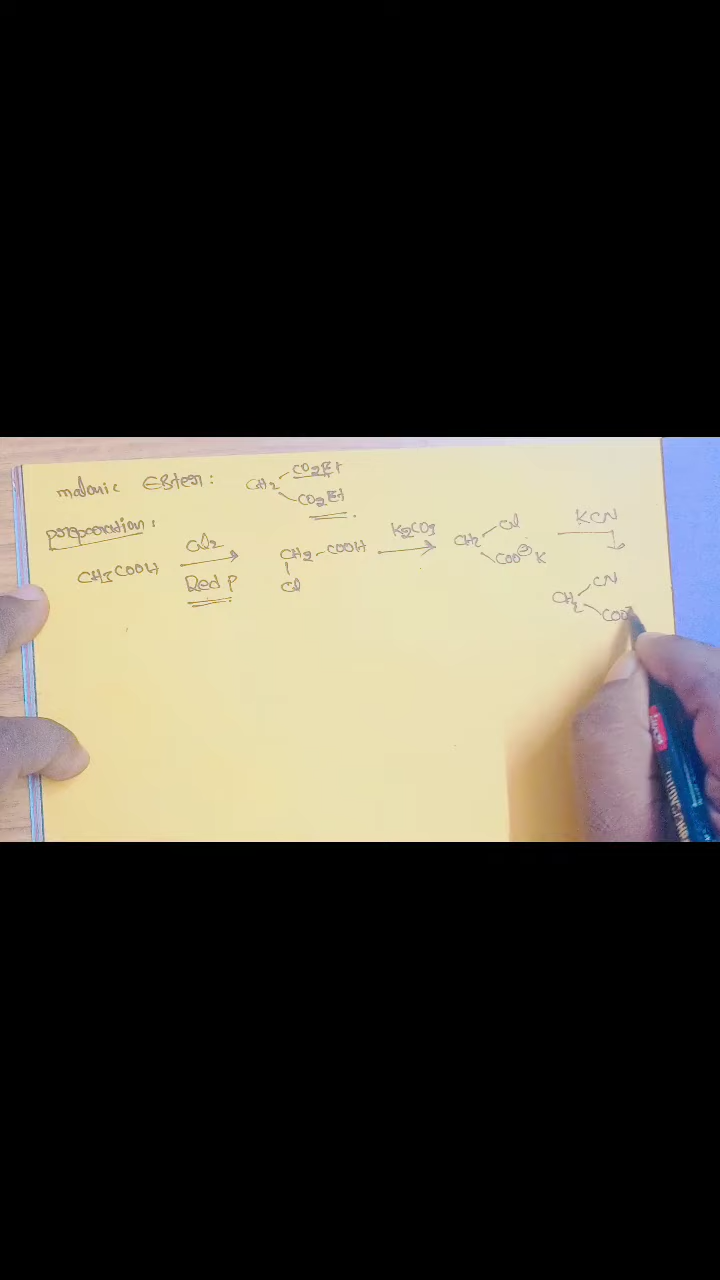 malonic Ester: CH2 CO2Et CO2Et
preparation:
CH3COOH Cl2 Red P CH2-COOH Cl K2CO3 CH2 Cl COO⊖K KCN
CH2 CN COO